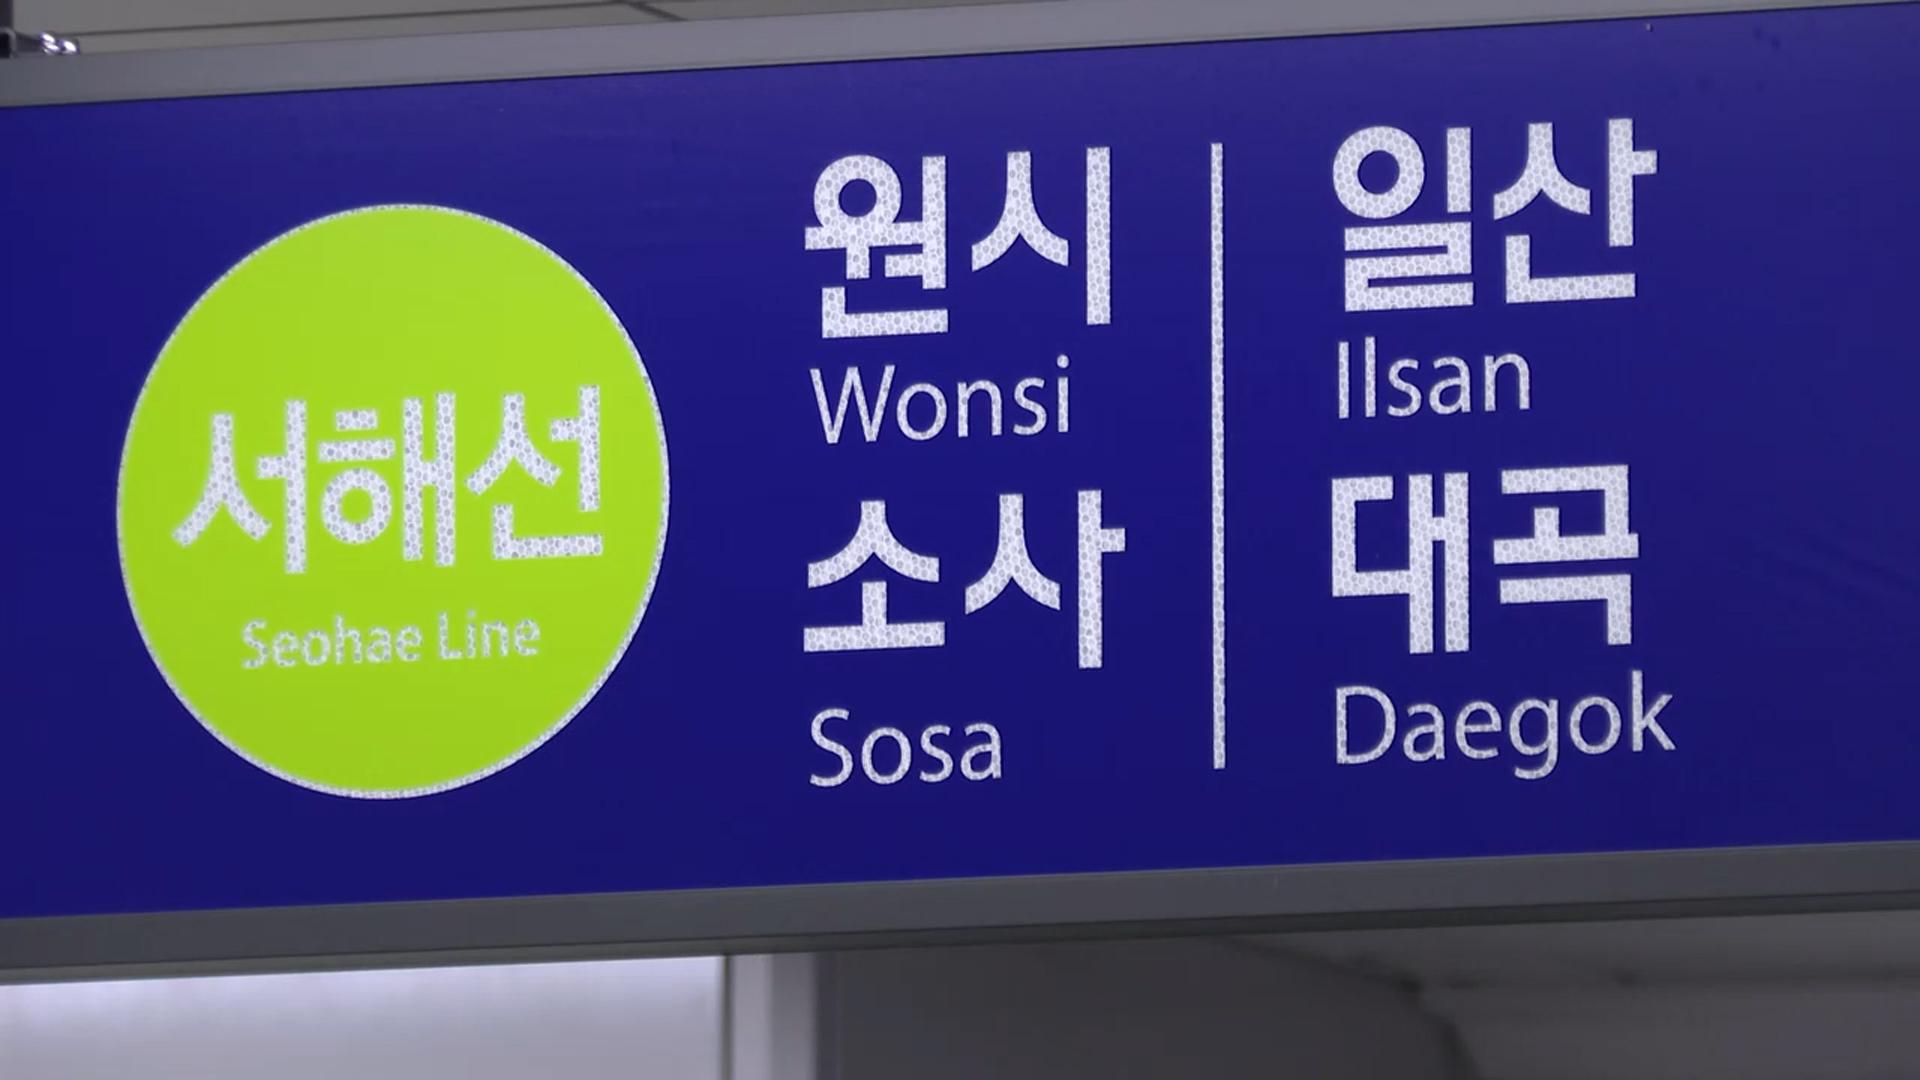 서해선
Seohae Line
원시
Wonsi
소사
Sosa
일산
Ilsan
대곡
Daegok